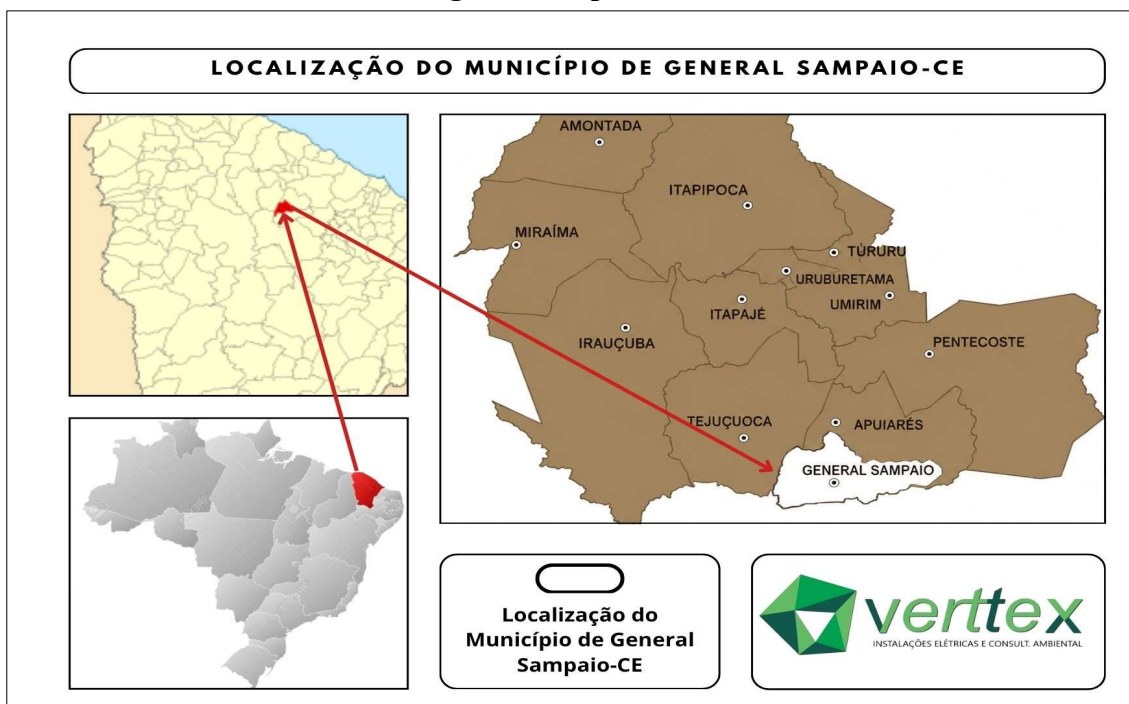 LOCALIZAÇÃO DO MUNICÍPIO DE GENERAL SAMPAIO-CE
AMONTADA
ITAPIPOCA
MIRAÍMA
TURURU
URUBURETAMA
UMIRIM
ITAPAJÉ
IRAUÇUBA
PENTECOSTE
TEJUÇUOCA
APUIARÉS
GENERAL SAMPAIO
Localização do
Município de General
Sampaio-CE
verttex
INSTALAÇÕES ELÉTRICAS E CONSULT. AMBIENTAL